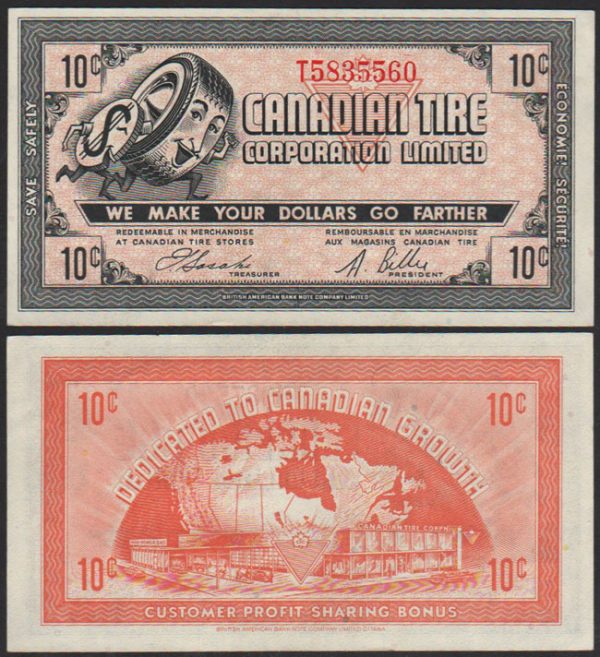 10¢ T5835560 10¢
CANADIAN TIRE
CORPORATION LIMITED
$
SAVE SAFELY
ECONOMIE, SÉCURITÉ!
WE MAKE YOUR DOLLARS GO FARTHER
REDEEMABLE IN MERCHANDISE
AT CANADIAN TIRE STORES
REMBOURSABLE EN MARCHANDISE
AUX MAGASINS CANADIAN TIRE
10¢ 10¢
TREASURER
A. Billes
PRESIDENT
BRITISH AMERICAN BANK NOTE COMPANY LIMITED
10¢ 10¢
DEDICATED TO CANADIAN GROWTH
CANADIAN TIRE CORPN.
10¢ 10¢
CUSTOMER PROFIT SHARING BONUS
BRITISH AMERICAN BANK NOTE COMPANY LIMITED OTTAWA